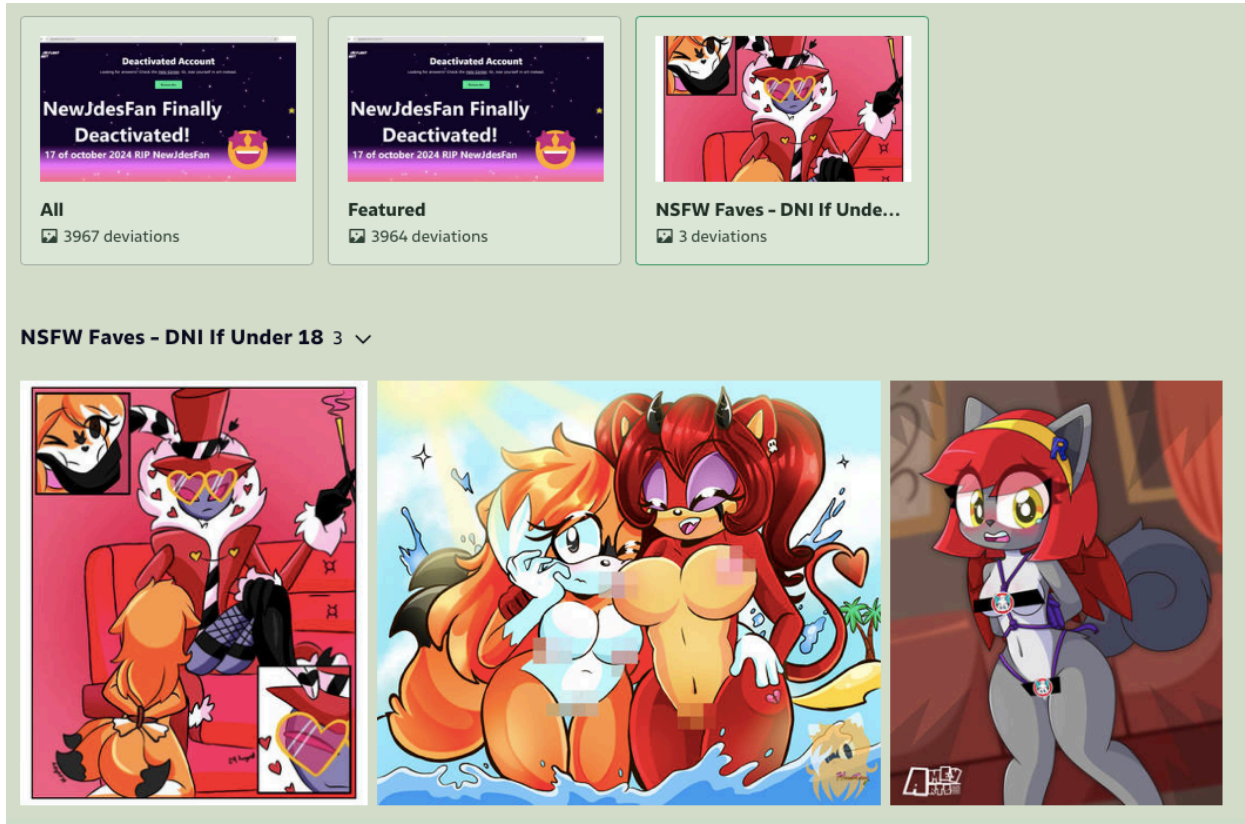 Deactivated Account
NewJdesFan Finally
Deactivated!
17 of october 2024 RIP NewJdesFan
All
3967 deviations
Deactivated Account
NewJdesFan Finally
Deactivated!
17 of october 2024 RIP NewJdesFan
Featured
3964 deviations
NSFW Faves - DNI If Unde...
3 deviations
NSFW Faves - DNI If Under 18 3
R